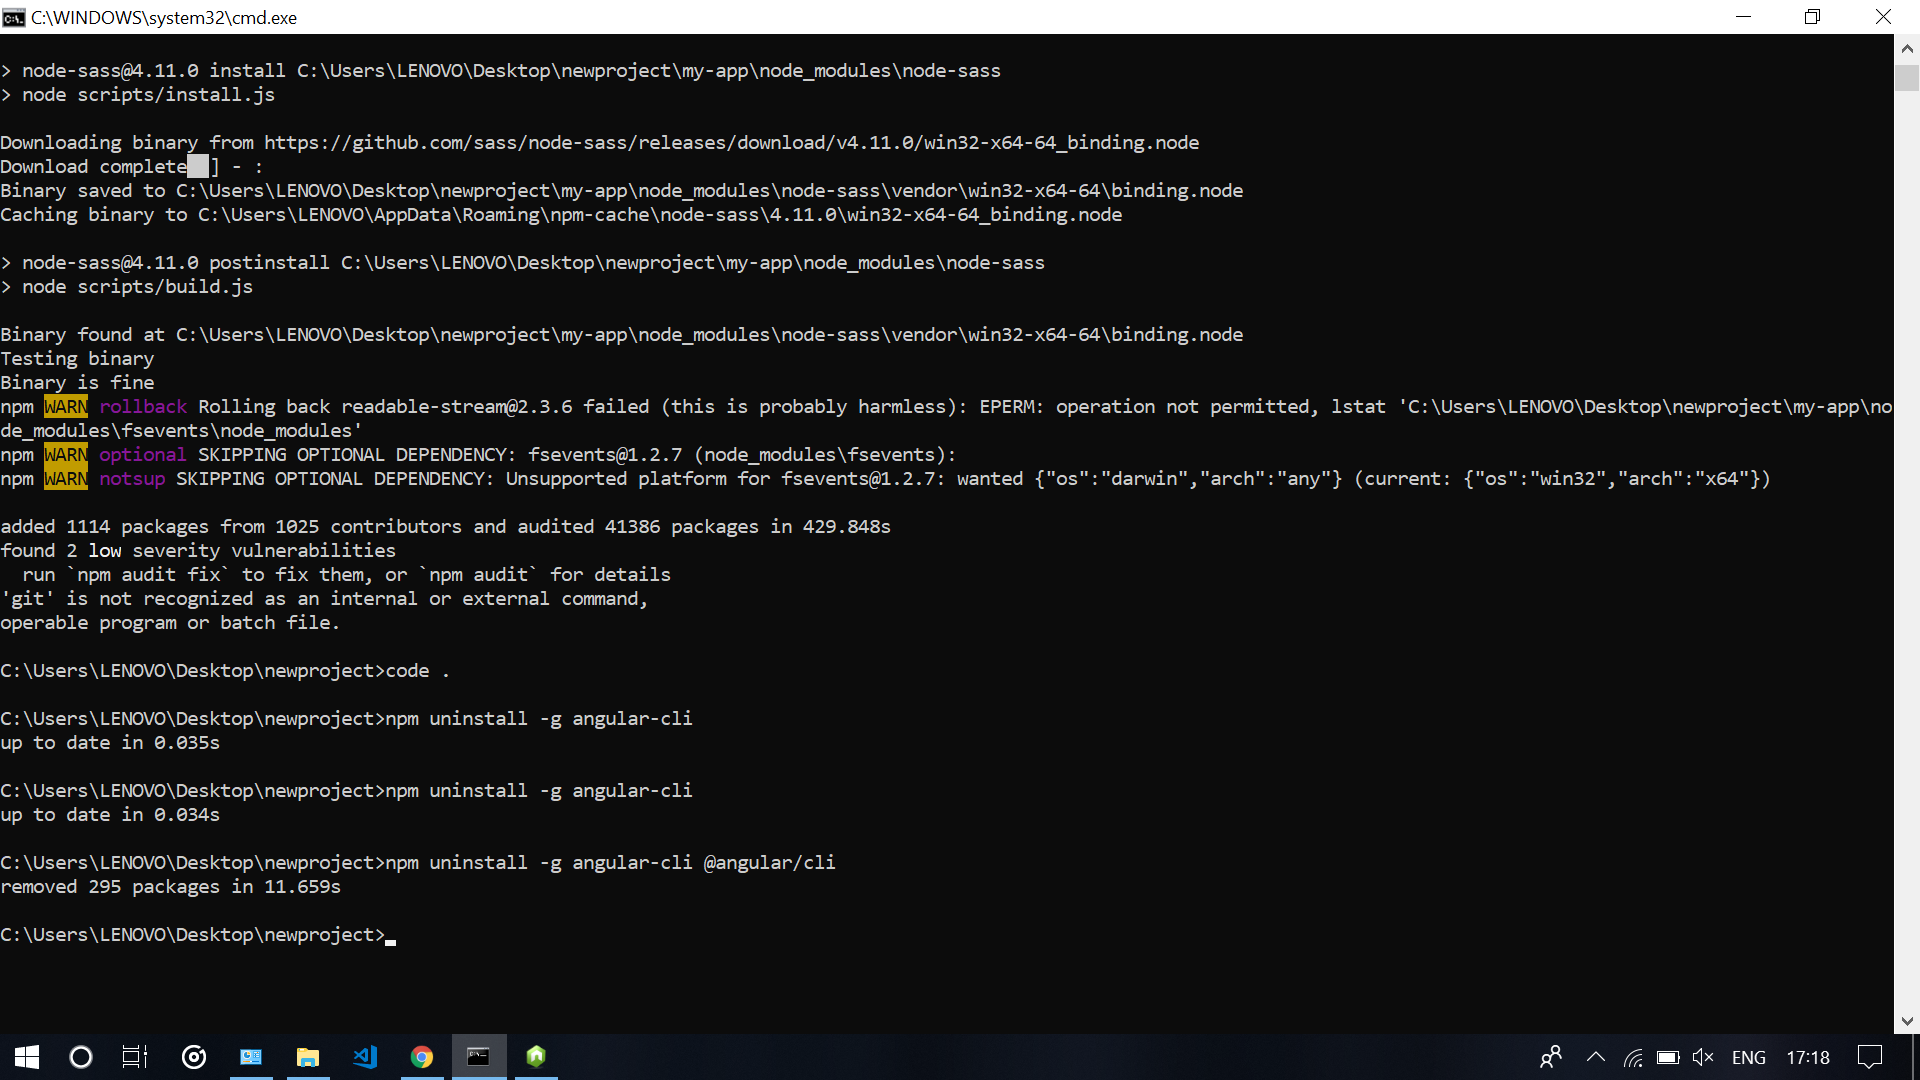 C:\WINDOWS\system32\cmd.exe
> node-sass@4.11.0 install C:\Users\LENOVO\Desktop\newproject\my-app\node_modules\node-sass
> node scripts/install.js
Downloading binary from https://github.com/sass/node-sass/releases/download/v4.11.0/win32-x64-64_binding.node
Download complete  ] - :
Binary saved to C:\Users\LENOVO\Desktop\newproject\my-app\node_modules\node-sass\vendor\win32-x64-64\binding.node
Caching binary to C:\Users\LENOVO\AppData\Roaming\npm-cache\node-sass\4.11.0\win32-x64-64_binding.node
> node-sass@4.11.0 postinstall C:\Users\LENOVO\Desktop\newproject\my-app\node_modules\node-sass
> node scripts/build.js
Binary found at C:\Users\LENOVO\Desktop\newproject\my-app\node_modules\node-sass\vendor\win32-x64-64\binding.node
Testing binary
Binary is fine
npm WARN rollback Rolling back readable-stream@2.3.6 failed (this is probably harmless): EPERM: operation not permitted, lstat 'C:\Users\LENOVO\Desktop\newproject\my-app\no
de_modules\fsevents\node_modules'
npm WARN optional SKIPPING OPTIONAL DEPENDENCY: fsevents@1.2.7 (node_modules\fsevents):
npm WARN notsup SKIPPING OPTIONAL DEPENDENCY: Unsupported platform for fsevents@1.2.7: wanted {"os":"darwin","arch":"any"} (current: {"os":"win32","arch":"x64"})
added 1114 packages from 1025 contributors and audited 41386 packages in 429.848s
found 2 low severity vulnerabilities
  run `npm audit fix` to fix them, or `npm audit` for details
'git' is not recognized as an internal or external command,
operable program or batch file.
C:\Users\LENOVO\Desktop\newproject>code .
C:\Users\LENOVO\Desktop\newproject>npm uninstall -g angular-cli
up to date in 0.035s
C:\Users\LENOVO\Desktop\newproject>npm uninstall -g angular-cli
up to date in 0.034s
C:\Users\LENOVO\Desktop\newproject>npm uninstall -g angular-cli @angular/cli
removed 295 packages in 11.659s
C:\Users\LENOVO\Desktop\newproject>
ENG 17:18